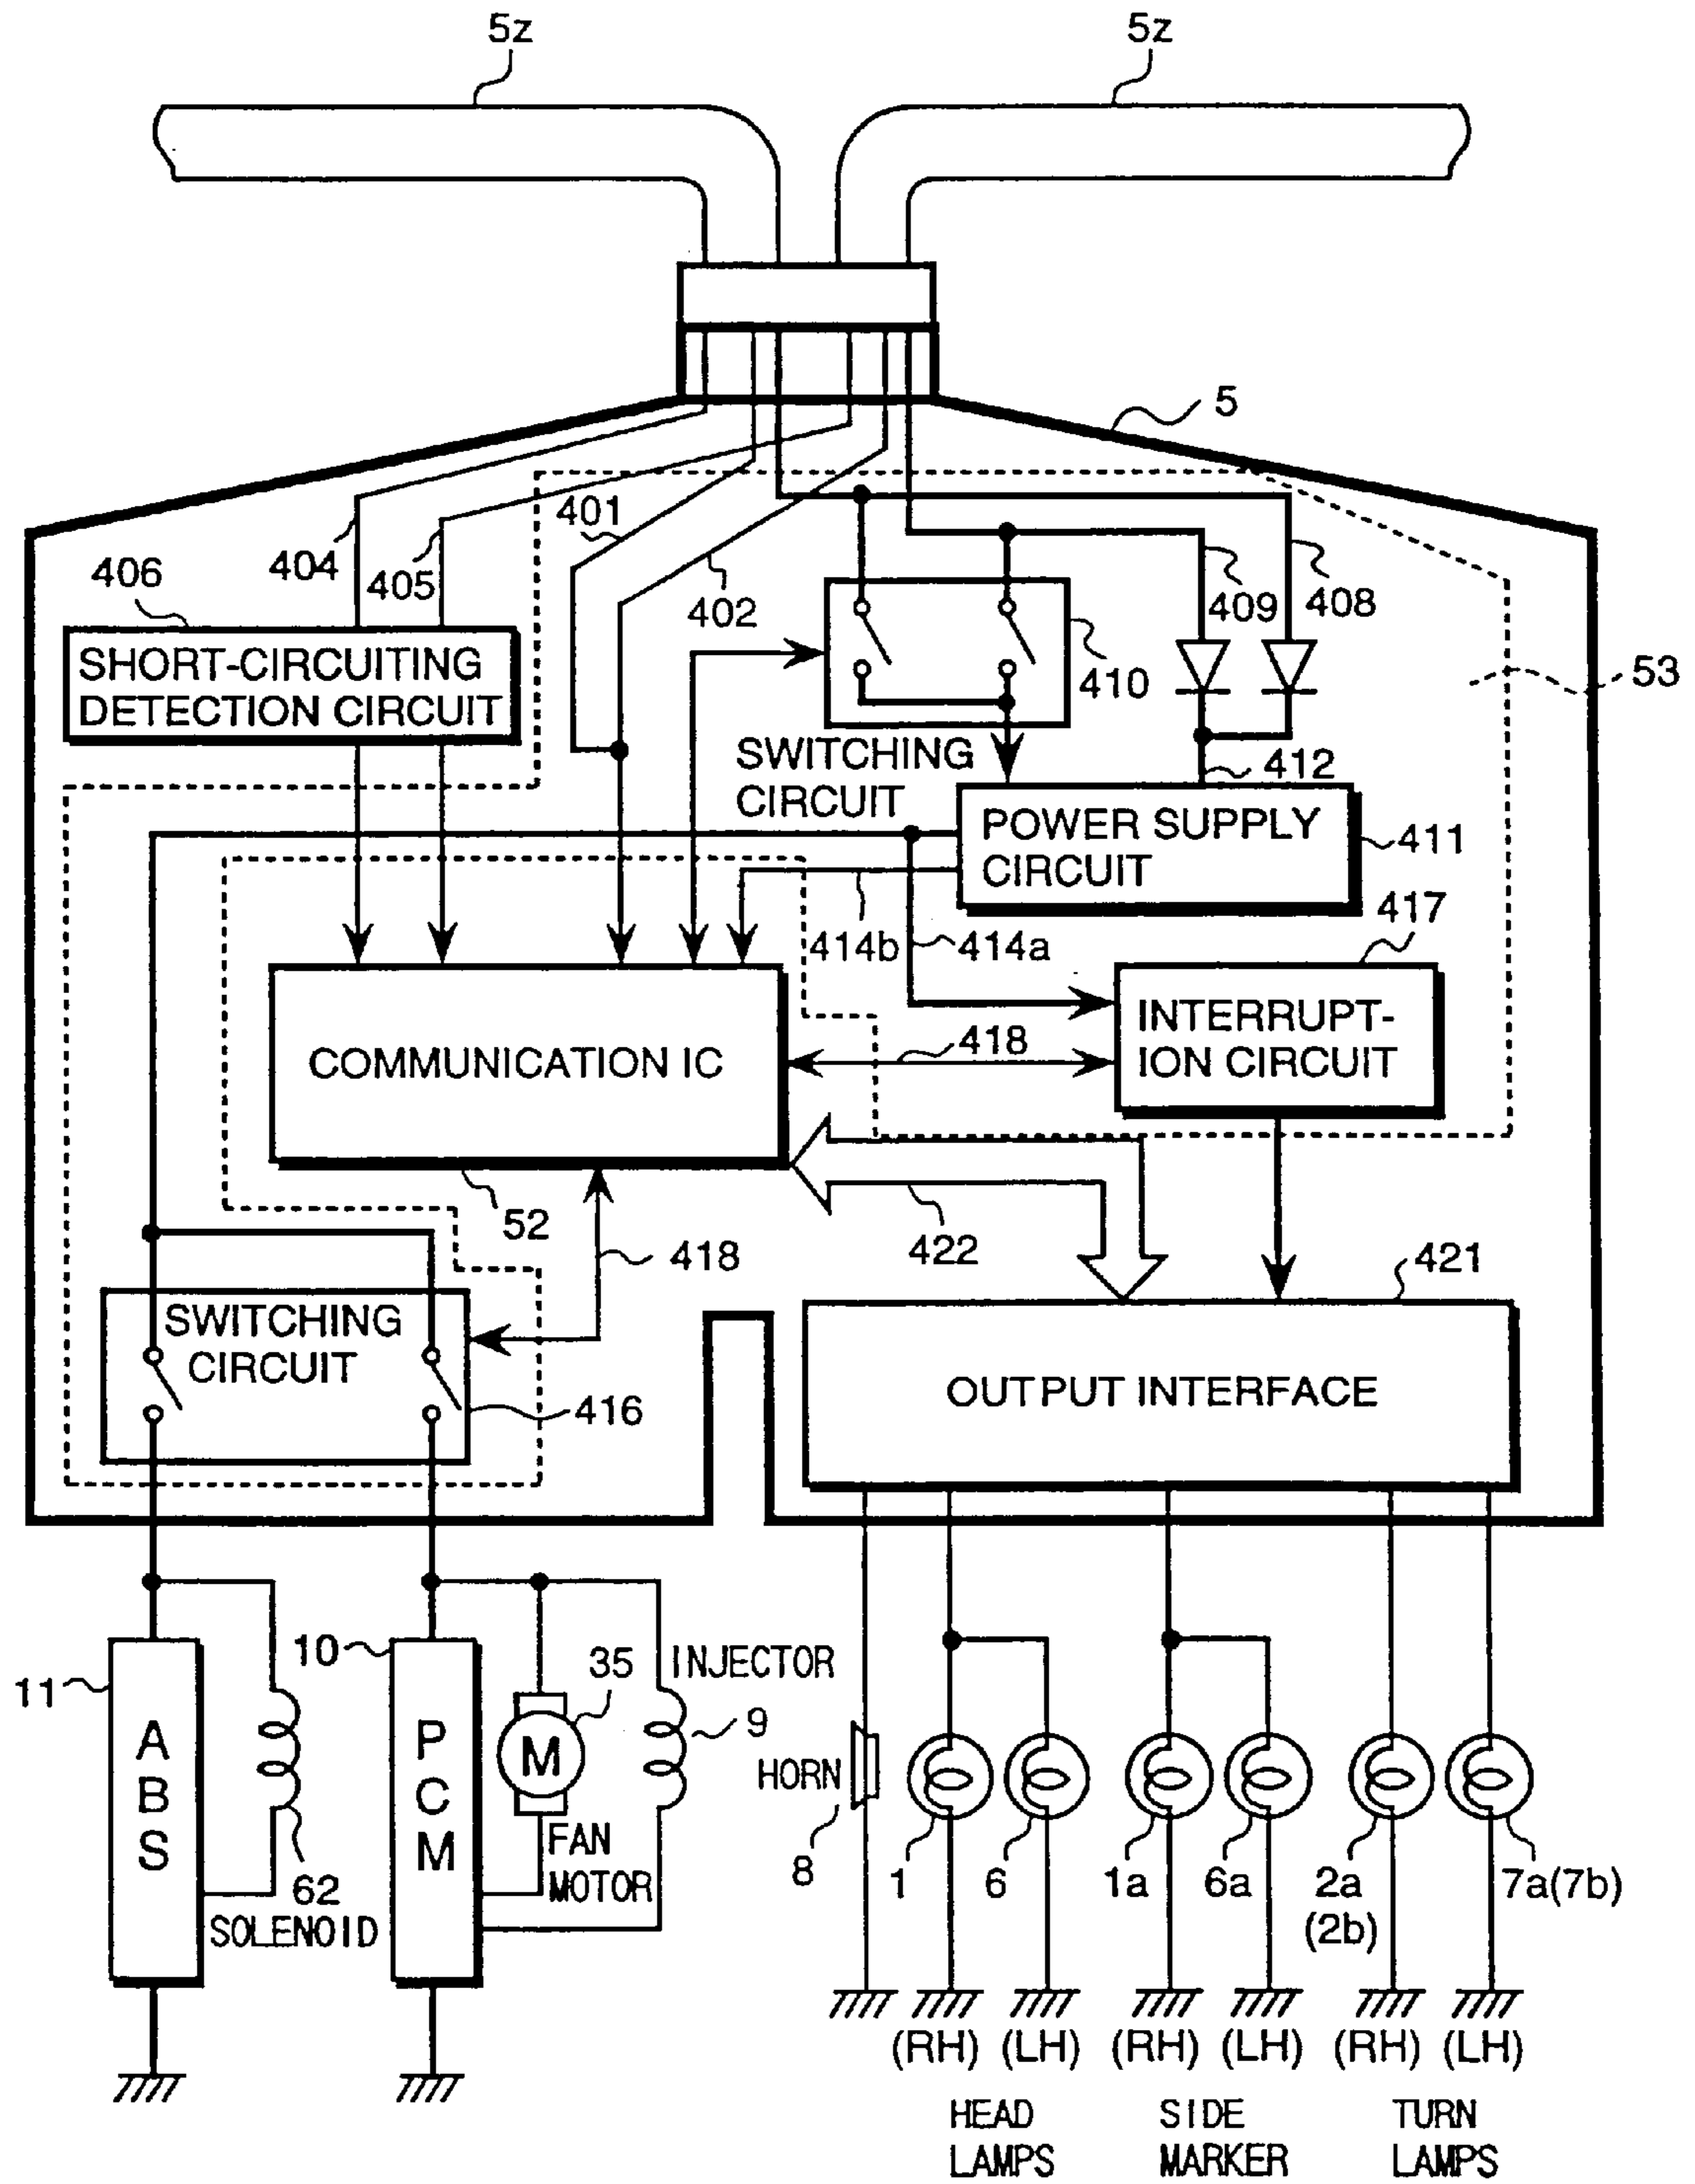 5z
5z
5
401
404
405
406
402
409
408
SHORT-CIRCUITING
DETECTION CIRCUIT
410
53
SWITCHING
CIRCUIT
412
POWER SUPPLY
CIRCUIT
411
417
414b
414a
INTERRUPT-
ION CIRCUIT
418
COMMUNICATION IC
52
422
418
421
SWITCHING
CIRCUIT
416
OUTPUT INTERFACE
11
ABS
62
SOLENOID
10
PCM
35
M
FAN
MOTOR
INJECTOR
9
HORN
8
1
6
1a
6a
2a
(2b)
7a(7b)
(RH)
(LH)
(RH)
(LH)
(RH)
(LH)
HEAD
LAMPS
SIDE
MARKER
TURN
LAMPS